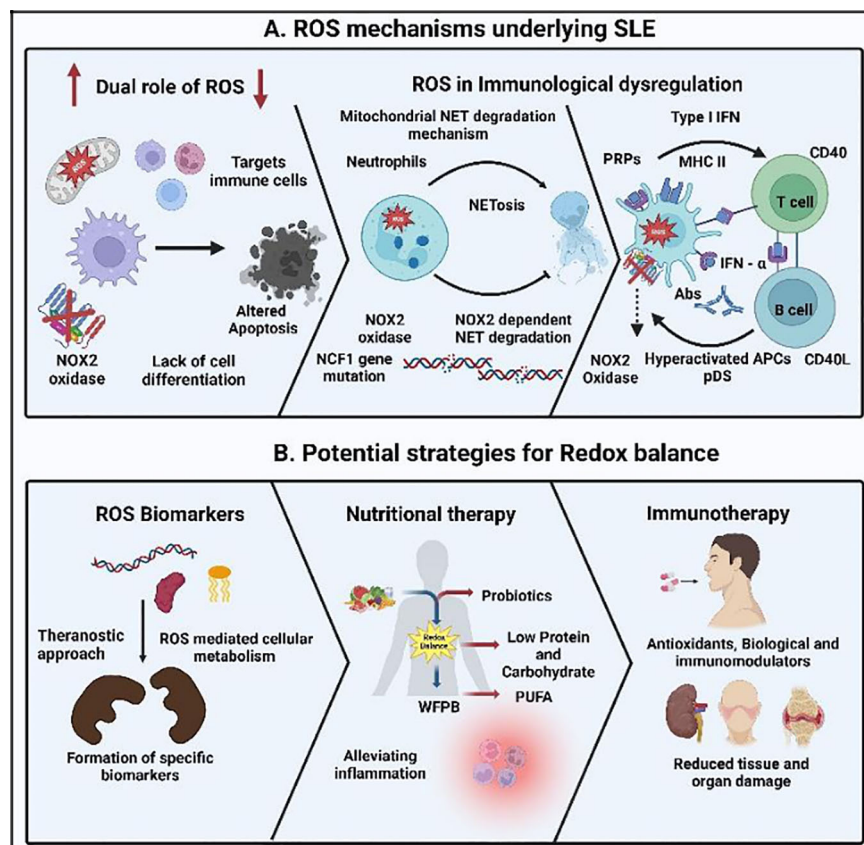 A. ROS mechanisms underlying SLE
Dual role of ROS
ROS
Targets
immune cells
Altered
Apoptosis
NOX2
oxidase
Lack of cell
differentiation
ROS in Immunological dysregulation
Mitochondrial NET degradation
mechanism
Neutrophils
ROS
NETosis
NOX2
oxidase
NOX2 dependent
NET degradation
NCF1 gene
mutation
Type I IFN
PRPs
MHC II
CD40
T cell
ROS
IFN - α
Abs
B cell
NOX2
Oxidase
Hyperactivated APCs
pDS
CD40L
B. Potential strategies for Redox balance
ROS Biomarkers
Theranostic
approach
ROS mediated cellular
metabolism
Formation of specific
biomarkers
Nutritional therapy
Probiotics
Redox
Balance
Low Protein
and
Carbohydrate
WFPB
PUFA
Alleviating
inflammation
Immunotherapy
Antioxidants, Biological and
immunomodulators
Reduced tissue and
organ damage